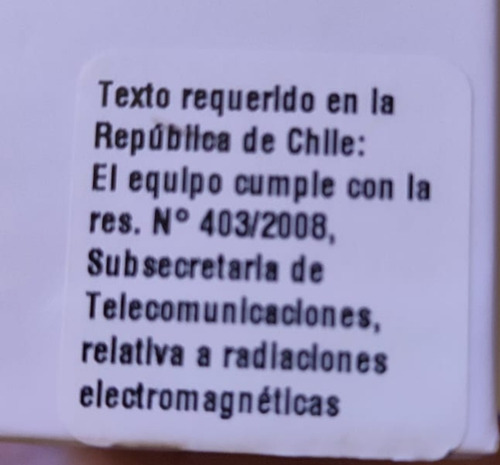 Texto requerido en la
República de Chile:
El equipo cumple con la
res. N° 403/2008,
Subsecretaria de
Telecomunicaciones,
relativa a radiaciones
electromagnéticas